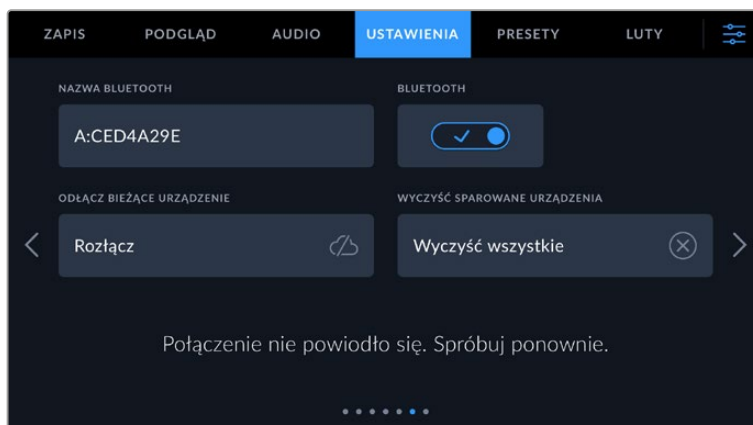 ZAPIS PODGLĄD AUDIO USTAWIENIA PRESETY LUTY
NAZWA BLUETOOTH BLUETOOTH
A:CED4A29E
ODŁĄCZ BIEŻĄCE URZĄDZENIE WYCZYŚĆ SPAROWANE URZĄDZENIA
Rozłącz Wyczyść wszystkie
Połączenie nie powiodło się. Spróbuj ponownie.